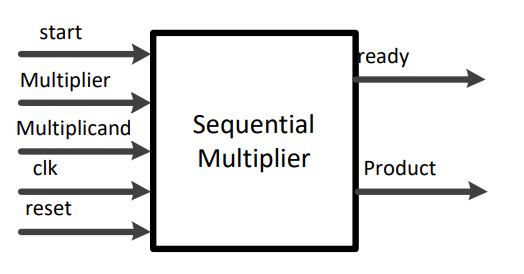 start
Multiplier
Multiplicand
clk
reset
Sequential
Multiplier
ready
Product